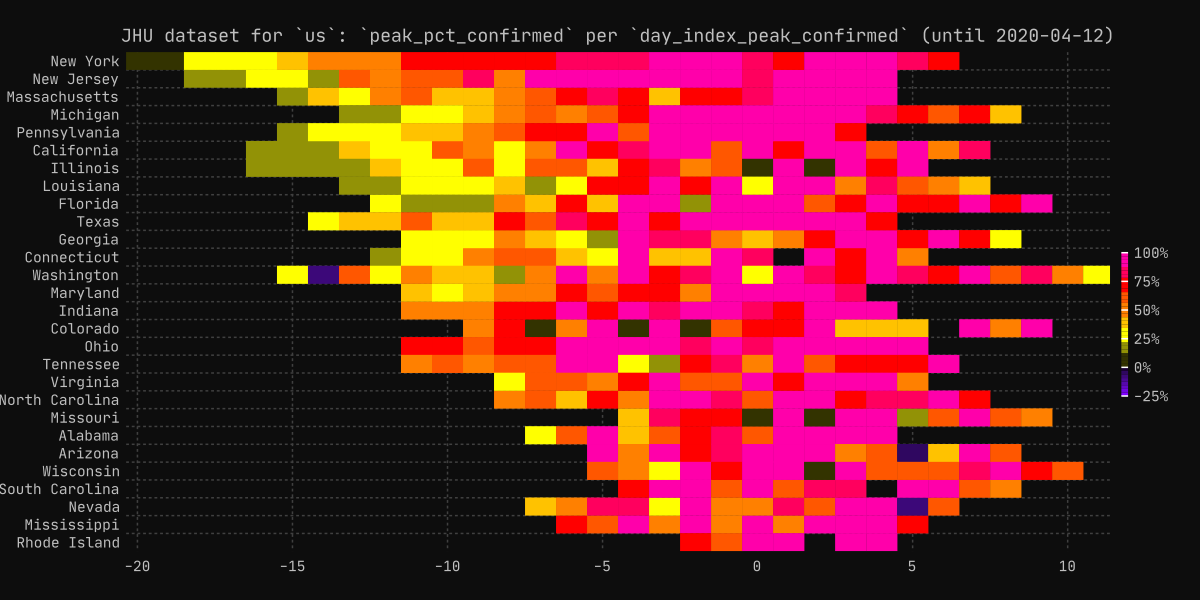 JHU dataset for `us`: `peak_pct_confirmed` per `day_index_peak_confirmed` (until 2020-04-12)
New York
New Jersey
Massachusetts
Michigan
Pennsylvania
California
Illinois
Louisiana
Florida
Texas
Georgia
Connecticut
Washington
Maryland
Indiana
Colorado
Ohio
Tennessee
Virginia
North Carolina
Missouri
Alabama
Arizona
Wisconsin
South Carolina
Nevada
Mississippi
Rhode Island
−20 −15 −10 −5 0 5 10
100%
75%
50%
25%
0%
−25%